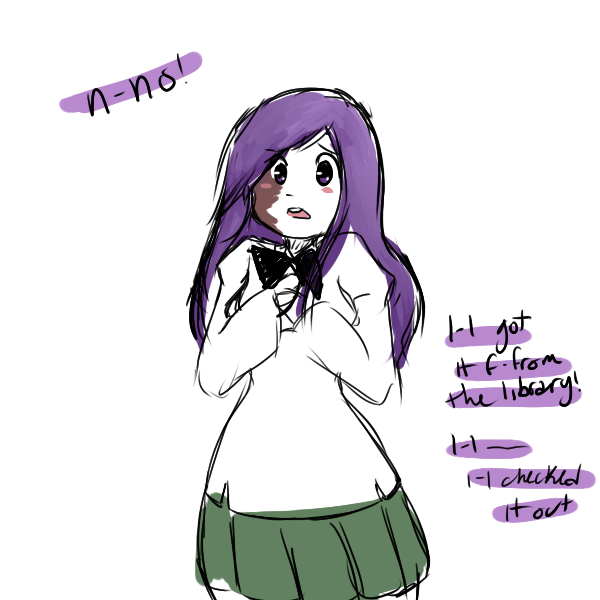 n-no!
I-I got
it f-from
the library!
I-I —
I-I checked
it out